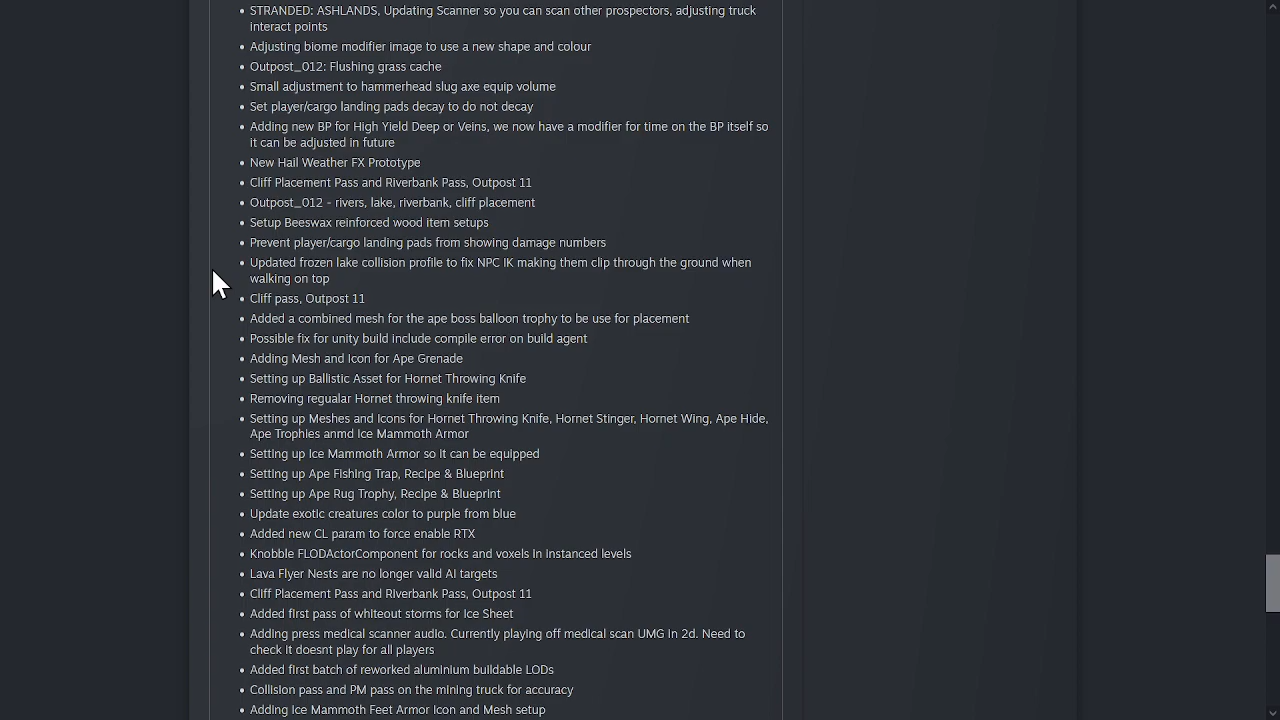 • STRANDED: ASHLANDS, Updating Scanner so you can scan other prospectors, adjusting truck
interact points
• Adjusting biome modifier image to use a new shape and colour
• Outpost_012: Flushing grass cache
• Small adjustment to hammerhead slug axe equip volume
• Set player/cargo landing pads decay to do not decay
• Adding new BP for High Yield Deep or Veins, we now have a modifier for time on the BP itself so
it can be adjusted in future
• New Hail Weather FX Prototype
• Cliff Placement Pass and Riverbank Pass, Outpost 11
• Outpost_012 - rivers, lake, riverbank, cliff placement
• Setup Beeswax reinforced wood item setups
• Prevent player/cargo landing pads from showing damage numbers
• Updated frozen lake collision profile to fix NPC IK making them clip through the ground when
walking on top
• Cliff pass, Outpost 11
• Added a combined mesh for the ape boss balloon trophy to be use for placement
• Possible fix for unity build include compile error on build agent
• Adding Mesh and Icon for Ape Grenade
• Setting up Ballistic Asset for Hornet Throwing Knife
• Removing regualar Hornet throwing knife item
• Setting up Meshes and Icons for Hornet Throwing Knife, Hornet Stinger, Hornet Wing, Ape Hide,
Ape Trophies anmd Ice Mammoth Armor
• Setting up Ice Mammoth Armor so it can be equipped
• Setting up Ape Fishing Trap, Recipe & Blueprint
• Setting up Ape Rug Trophy, Recipe & Blueprint
• Update exotic creatures color to purple from blue
• Added new CL param to force enable RTX
• Knobble FLODActorComponent for rocks and voxels in instanced levels
• Lava Flyer Nests are no longer valid AI targets
• Cliff Placement Pass and Riverbank Pass, Outpost 11
• Added first pass of whiteout storms for Ice Sheet
• Adding press medical scanner audio. Currently playing off medical scan UMG in 2d. Need to
check it doesnt play for all players
• Added first batch of reworked aluminium buildable LODs
• Collision pass and PM pass on the mining truck for accuracy
• Adding Ice Mammoth Feet Armor Icon and Mesh setup